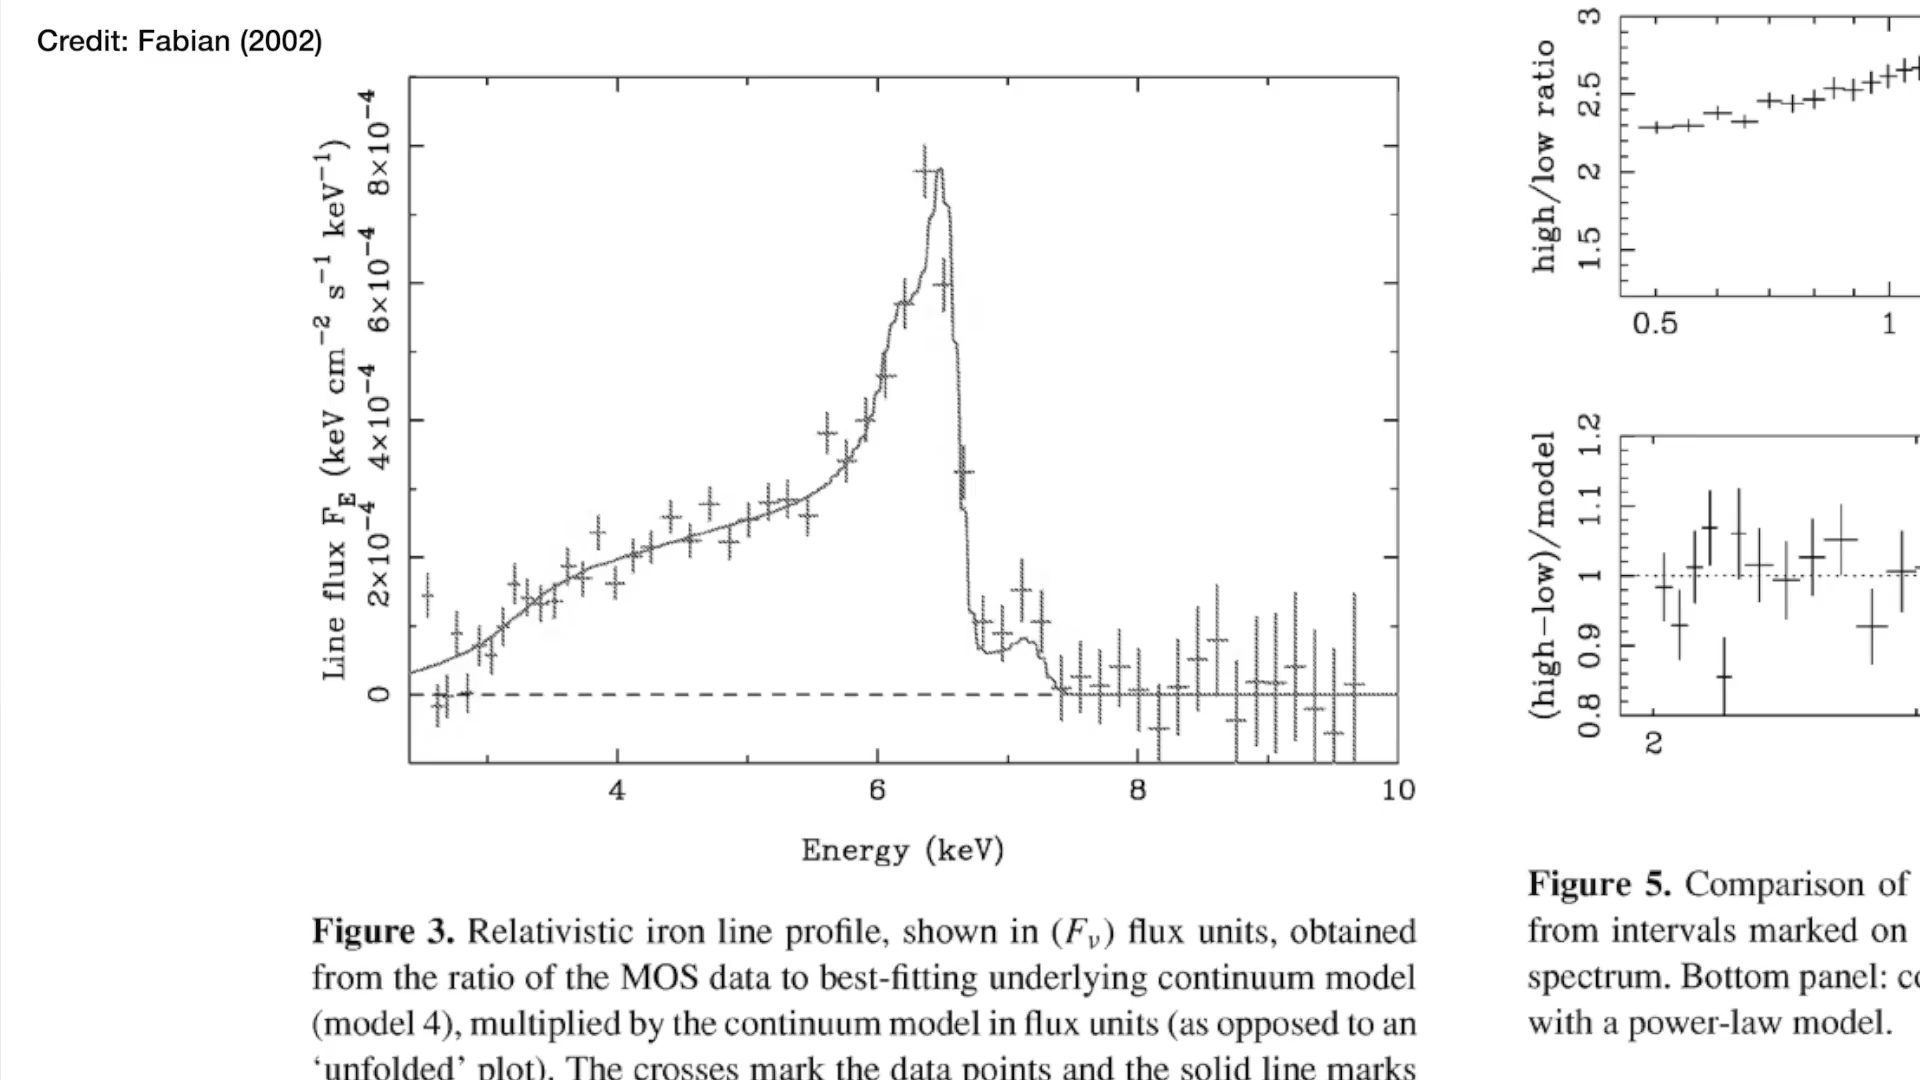 Credit: Fabian (2002)
Line flux F_E (keV cm⁻² s⁻¹ keV⁻¹)
8×10⁻⁴
6×10⁻⁴
4×10⁻⁴
2×10⁻⁴
0
4 6 8 10
Energy (keV)
Figure 3. Relativistic iron line profile, shown in (Fν) flux units, obtained
from the ratio of the MOS data to best-fitting underlying continuum model
(model 4), multiplied by the continuum model in flux units (as opposed to an
‘unfolded’ plot). The crosses mark the data points and the solid line marks
high/low ratio
3
2.5
2
1.5
0.5 1
(high−low)/model
1.2
1.1
1
0.9
0.8
2
Figure 5. Comparison of
from intervals marked on
spectrum. Bottom panel:
with a power-law model.